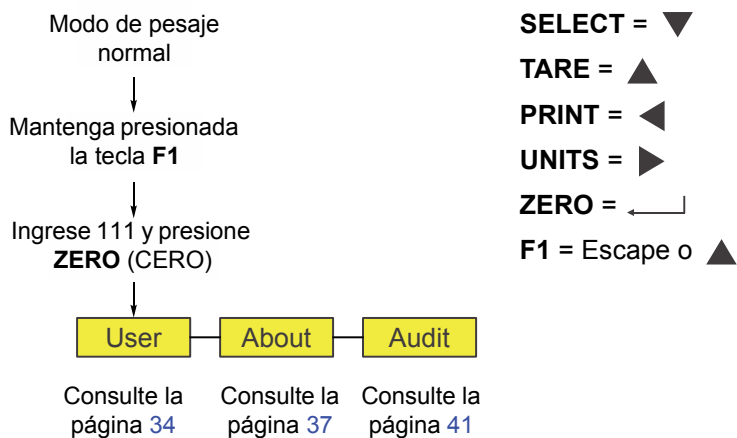 Modo de pesaje
normal
Mantenga presionada
la tecla F1
Ingrese 111 y presione
ZERO (CERO)
User
About
Audit
Consulte la
página 34
Consulte la
página 37
Consulte la
página 41
SELECT = ▼
TARE = ▲
PRINT = ◀
UNITS = ▶
ZERO = ↵
F1 = Escape o ▲